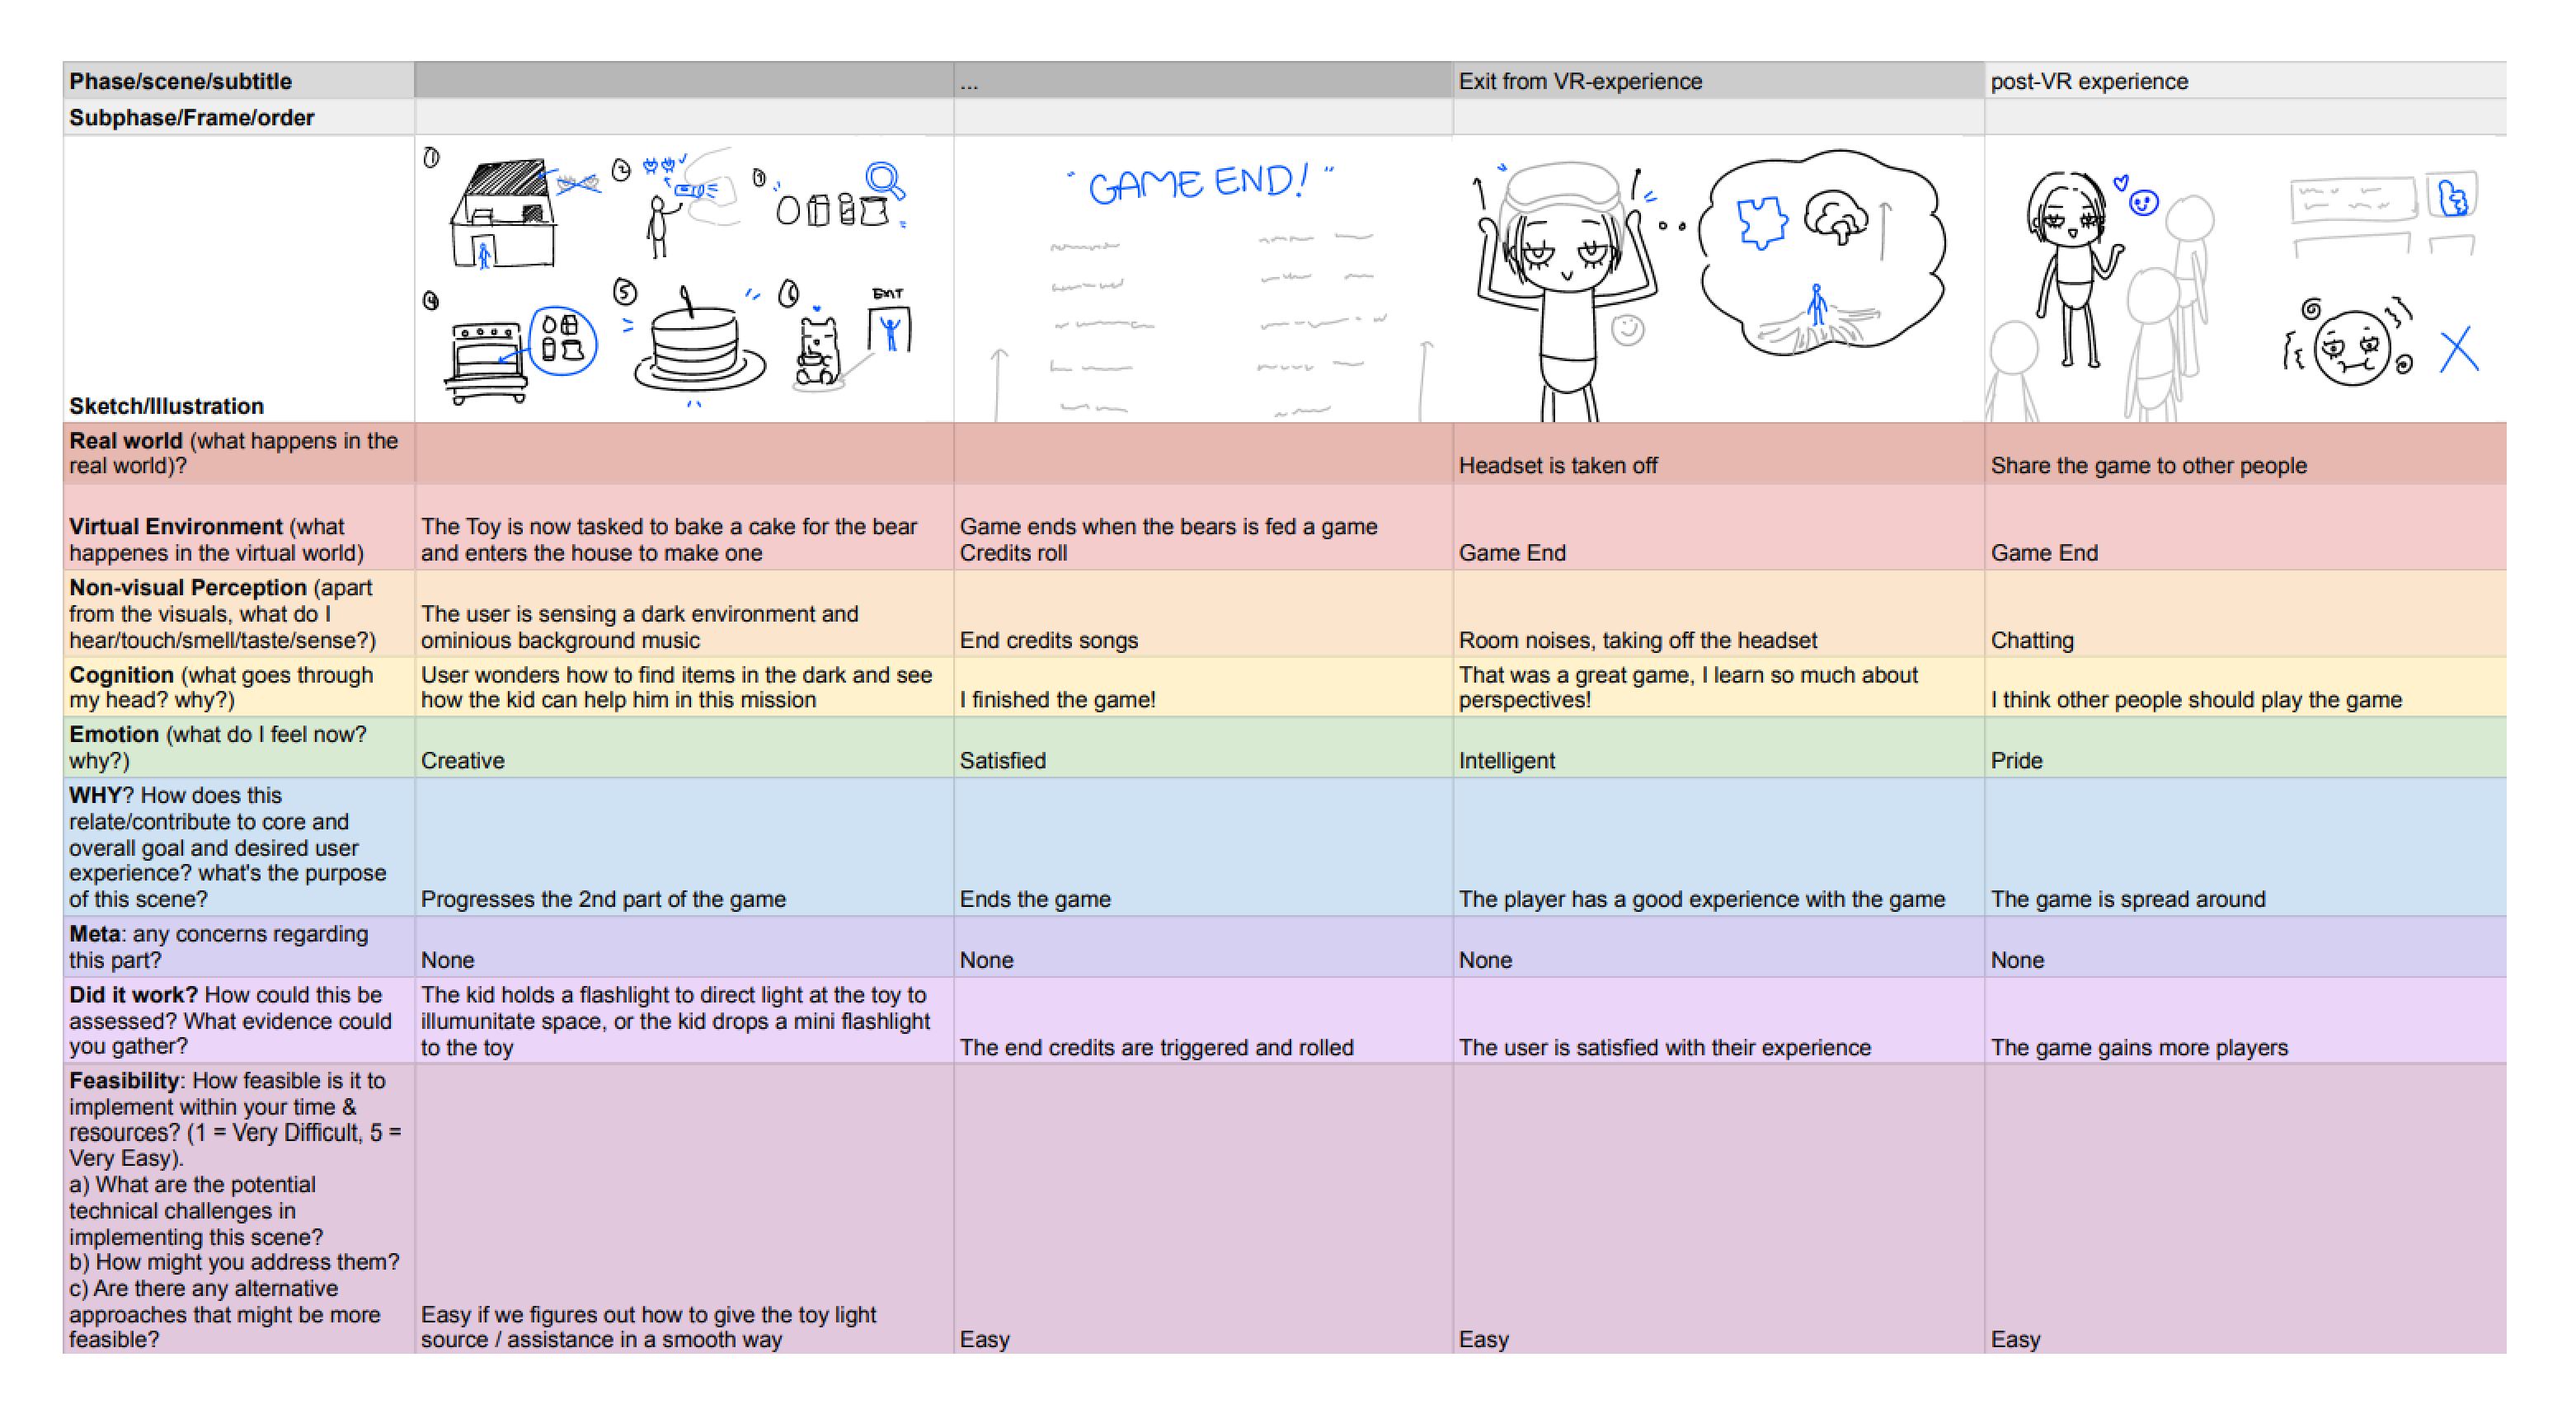 Phase/scene/subtitle
...
Exit from VR-experience
post-VR experience
Subphase/Frame/order
①
②
③
"GAME END!"
④
⑤
⑥
EXIT
Sketch/Illustration
Real world (what happens in the
real world)?
Headset is taken off
Share the game to other people
Virtual Environment (what
happenes in the virtual world)
The Toy is now tasked to bake a cake for the bear
and enters the house to make one
Game ends when the bears is fed a game
Credits roll
Game End
Game End
Non-visual Perception (apart
from the visuals, what do I
hear/touch/smell/taste/sense?)
The user is sensing a dark environment and
ominious background music
End credits songs
Room noises, taking off the headset
Chatting
Cognition (what goes through
my head? why?)
User wonders how to find items in the dark and see
how the kid can help him in this mission
I finished the game!
That was a great game, I learn so much about
perspectives!
I think other people should play the game
Emotion (what do I feel now?
why?)
Creative
Satisfied
Intelligent
Pride
WHY? How does this
relate/contribute to core and
overall goal and desired user
experience? what's the purpose
of this scene?
Progresses the 2nd part of the game
Ends the game
The player has a good experience with the game
The game is spread around
Meta: any concerns regarding
this part?
None
None
None
None
Did it work? How could this be
assessed? What evidence could
you gather?
The kid holds a flashlight to direct light at the toy to
illumunitate space, or the kid drops a mini flashlight
to the toy
The end credits are triggered and rolled
The user is satisfied with their experience
The game gains more players
Feasibility: How feasible is it to
implement within your time &
resources? (1 = Very Difficult, 5 =
Very Easy).
a) What are the potential
technical challenges in
implementing this scene?
b) How might you address them?
c) Are there any alternative
approaches that might be more
feasible?
Easy if we figures out how to give the toy light
source / assistance in a smooth way
Easy
Easy
Easy